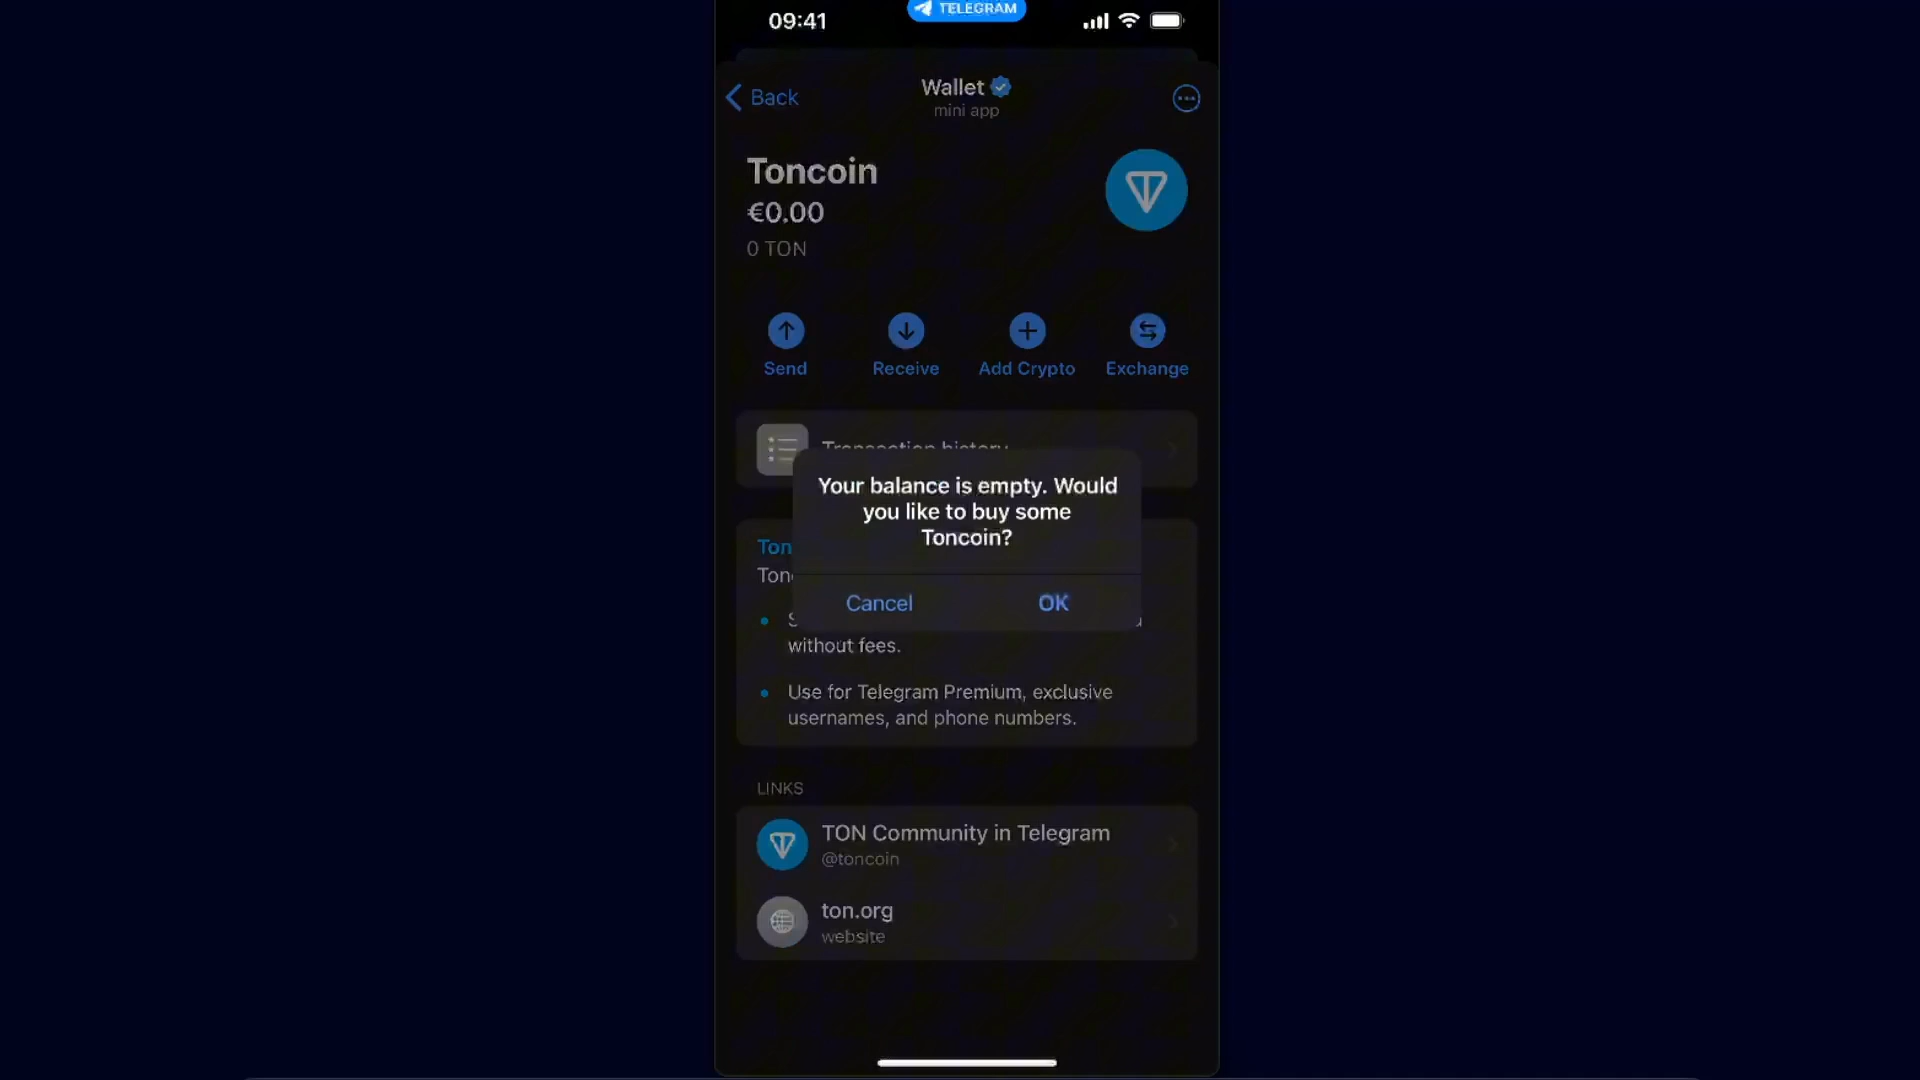 09:41
TELEGRAM
Back
Wallet
mini app
Toncoin
€0.00
0 TON
Send
Receive
Add Crypto
Exchange
Transaction history
Your balance is empty. Would
you like to buy some
Toncoin?
Cancel
OK
without fees.
Use for Telegram Premium, exclusive
usernames, and phone numbers.
LINKS
TON Community in Telegram
@toncoin
ton.org
website